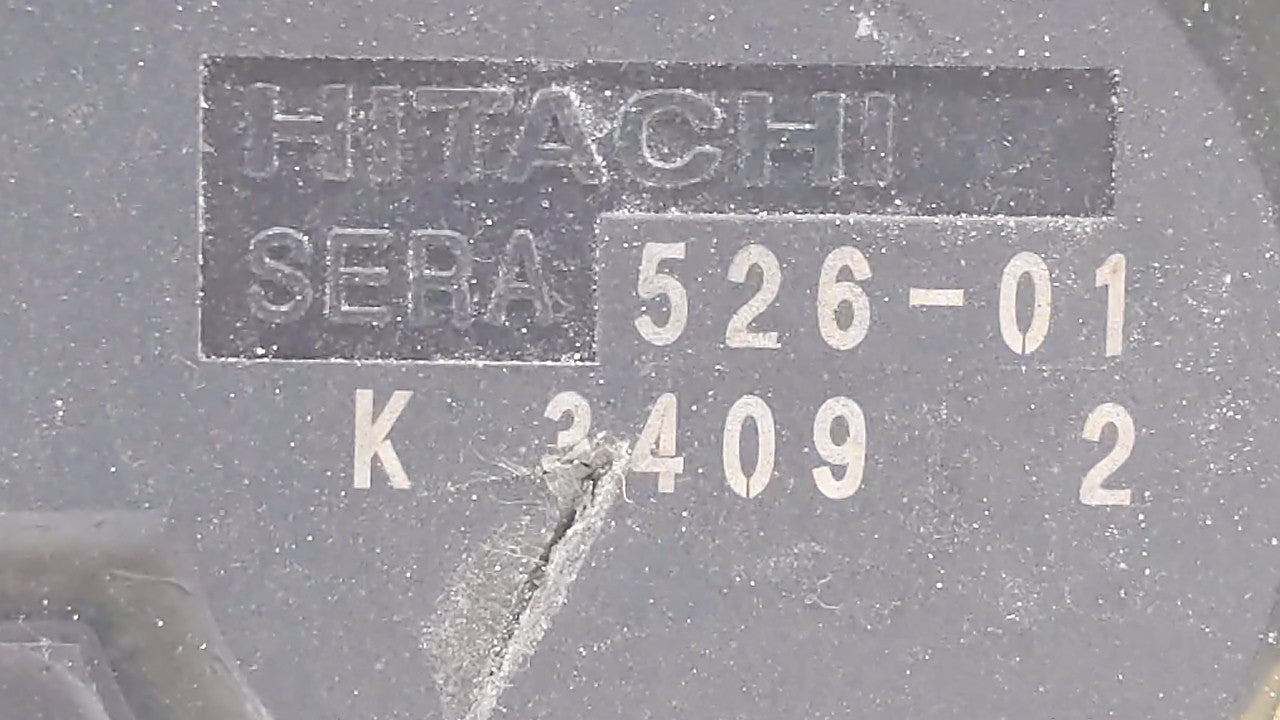 HITACHI
SERA 526-01
K 3409 2